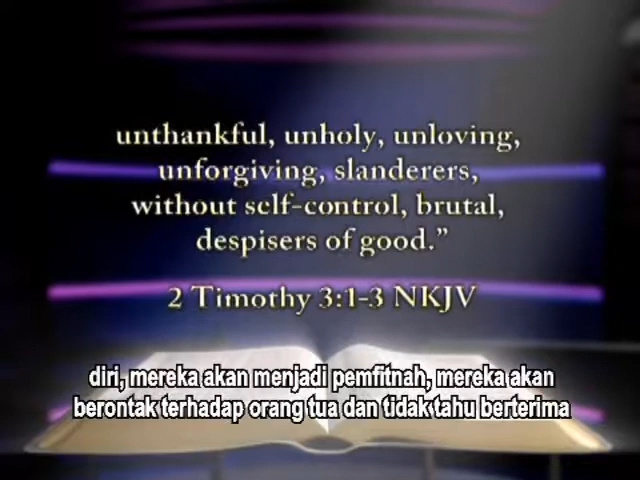 unthankful, unholy, unloving,
unforgiving, slanderers,
without self-control, brutal,
despisers of good.”
2 Timothy 3:1-3 NKJV
diri, mereka akan menjadi pemfitnah, mereka akan
berontak terhadap orang tua dan tidak tahu berterima